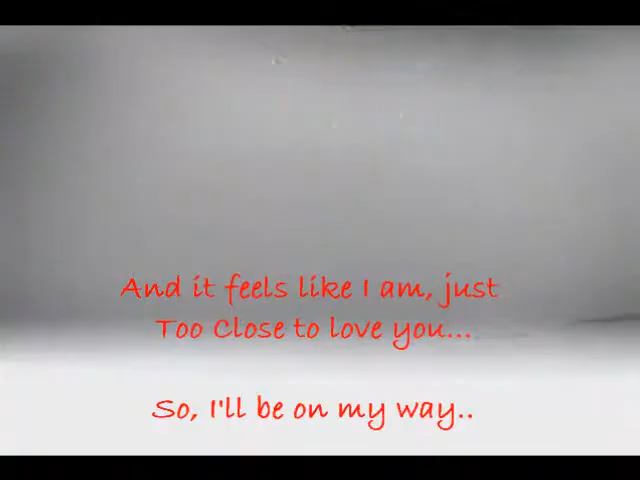 And it feels like I am, just
Too Close to love you...
So, I'll be on my way..